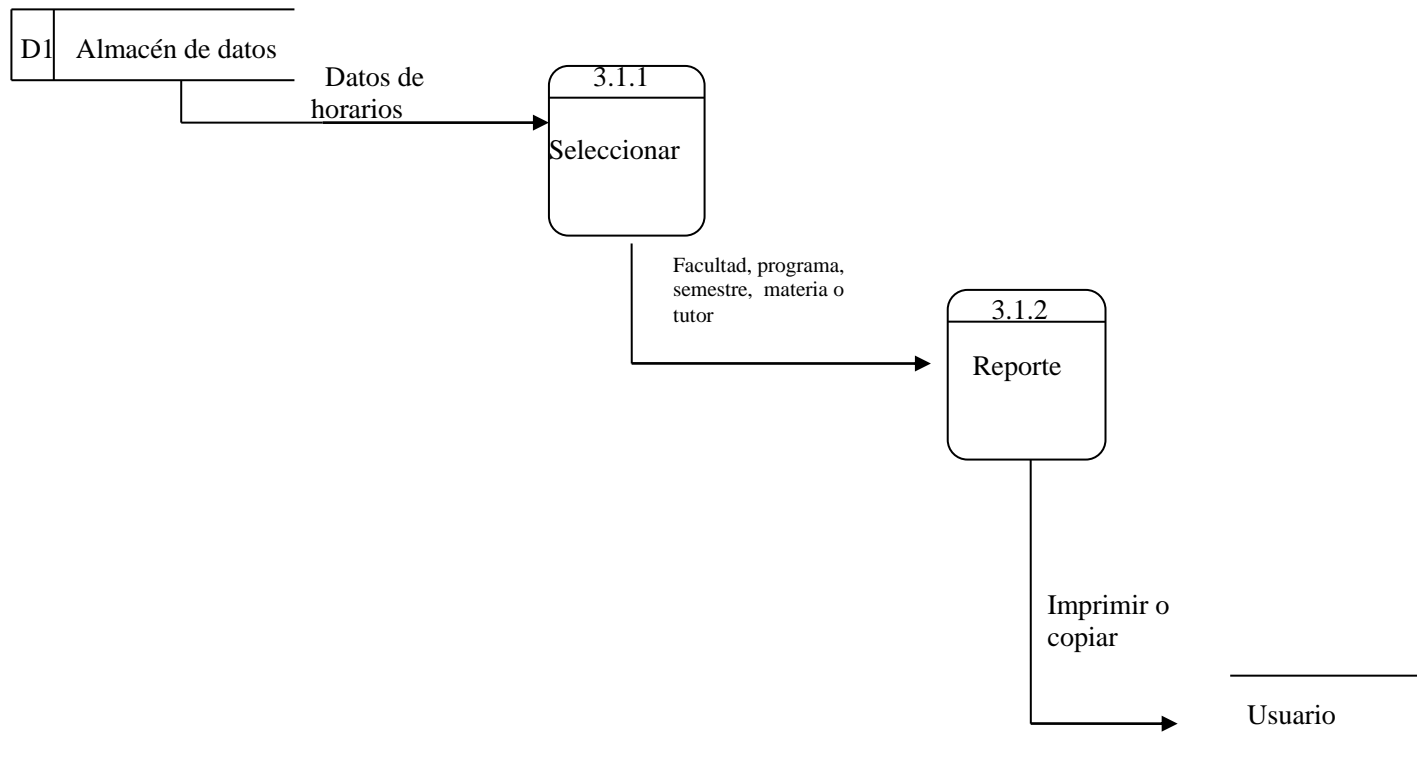 D1
Almacén de datos
Datos de
horarios
3.1.1
Seleccionar
Facultad, programa,
semestre, materia o
tutor
3.1.2
Reporte
Imprimir o
copiar
Usuario